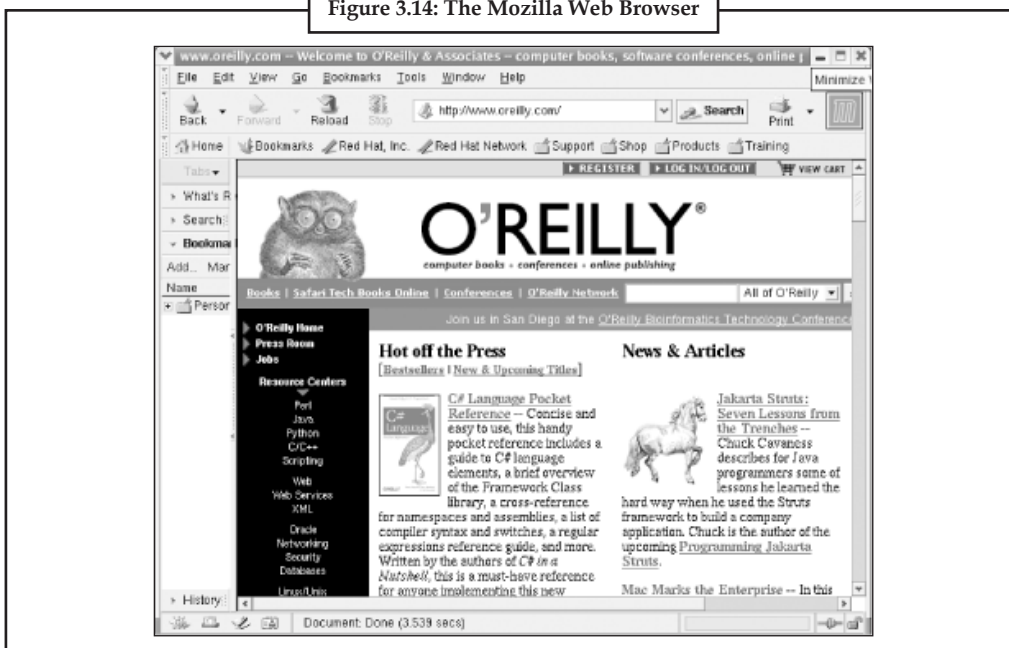 Figure 3.14: The Mozilla Web Browser
www.oreilly.com -- Welcome to O'Reilly & Associates -- computer books, software conferences, online
File Edit View Go Bookmarks Tools Window Help
Minimize
Back Forward Reload Stop http://www.oreilly.com/ Search Print
Home Bookmarks Red Hat, Inc. Red Hat Network Support Shop Products Training
Tabs
REGISTER LOG IN/LOG OUT VIEW CART
What's R
Search
Bookmar
Add... Mar
Name
Person
History
O'REILLY®
computer books • conferences • online publishing
Books | Safari Tech Books Online | Conferences | O'Reilly Network All of O'Reilly
Join us in San Diego at the O'Reilly Bioinformatics Technology Conference
O'Reilly Home
Press Room
Jobs
Resource Centers
Perl
Java
Python
C/C++
Scripting
Web
Web Services
XML
Oracle
Networking
Security
Databases
Linux/Unix
Hot off the Press
[Bestsellers | New & Upcoming Titles]
C#
Language
C# Language Pocket
Reference -- Concise and
easy to use, this handy
pocket reference includes a
guide to C# language
elements, a brief overview
of the Framework Class
library, a cross-reference
for namespaces and assemblies, a list of
compiler syntax and switches, a regular
expressions reference guide, and more.
Written by the authors of C# in a
Nutshell, this is a must-have reference
for anyone implementing this new
News & Articles
Jakarta Struts:
Seven Lessons from
the Trenches --
Chuck Cavaness
describes for Java
programmers some of
lessons he learned the
hard way when he used the Struts
framework to build a company
application. Chuck is the author of the
upcoming Programming Jakarta
Struts.
Mac Marks the Enterprise -- In this
Document: Done (3.539 secs)